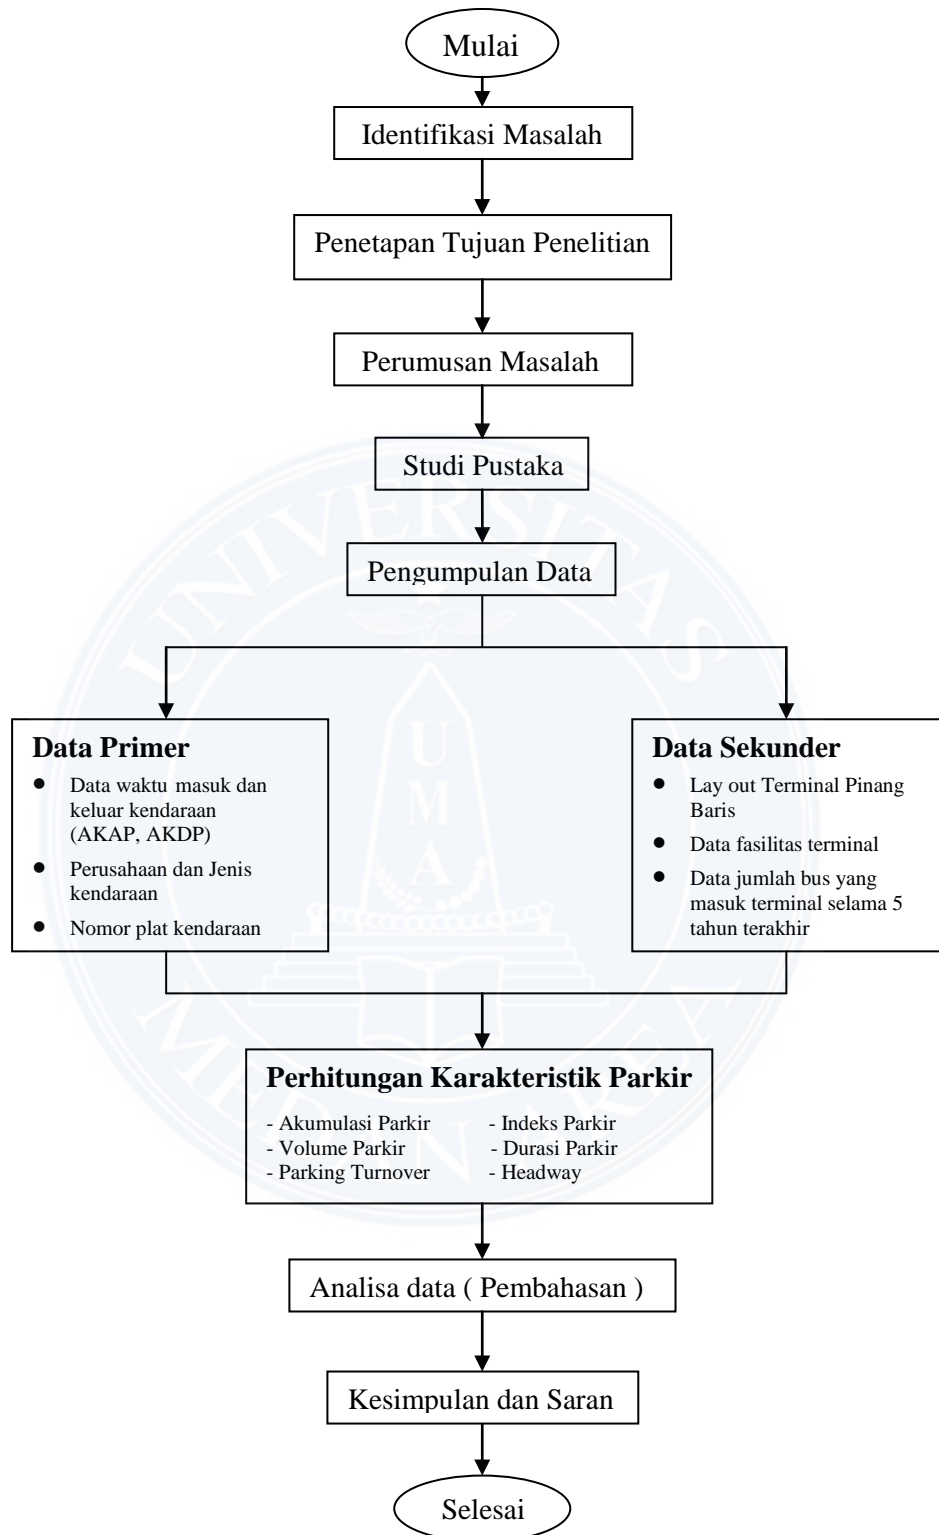 Mulai
Identifikasi Masalah
Penetapan Tujuan Penelitian
Perumusan Masalah
Studi Pustaka
UNIVERSITAS
Pengumpulan Data
U
M
A
Data Primer
● Data waktu masuk dan
keluar kendaraan
(AKAP, AKDP)
● Perusahaan dan Jenis
kendaraan
● Nomor plat kendaraan
Data Sekunder
● Lay out Terminal Pinang
Baris
● Data fasilitas terminal
● Data jumlah bus yang
masuk terminal selama 5
tahun terakhir
MEDAN AREA
Perhitungan Karakteristik Parkir
- Akumulasi Parkir - Indeks Parkir
- Volume Parkir - Durasi Parkir
- Parking Turnover - Headway
Analisa data ( Pembahasan )
Kesimpulan dan Saran
Selesai